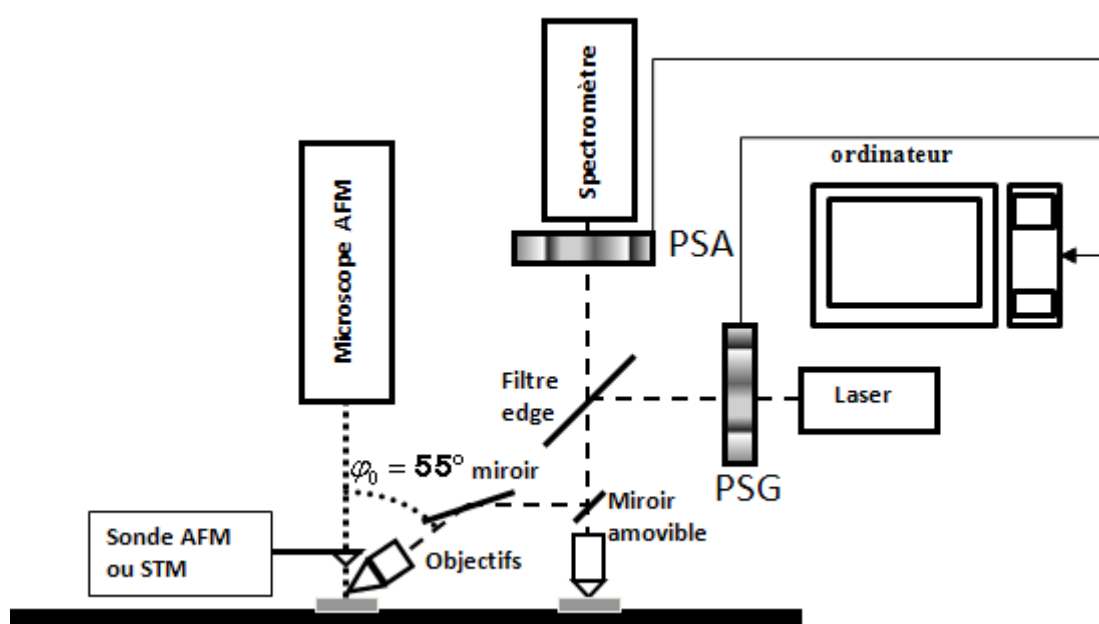 Spectromètre
Microscope AFM
ordinateur
PSA
Filtre
edge
Laser
φ₀ = 55° miroir
PSG
Miroir
amovible
Sonde AFM
ou STM
Objectifs